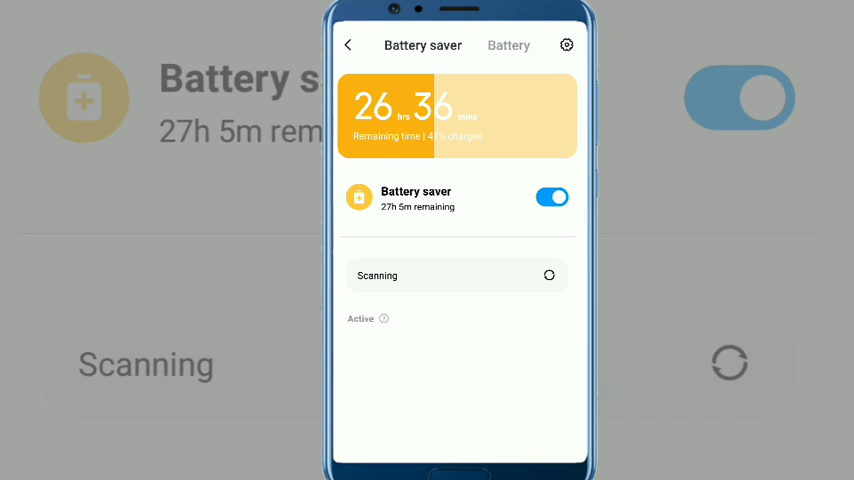 Battery saver Battery
26 hrs 36 mins
Remaining time | 41% charged
Battery saver
27h 5m remaining
Scanning
Active ?
Battery s
27h 5m rem
Scanning